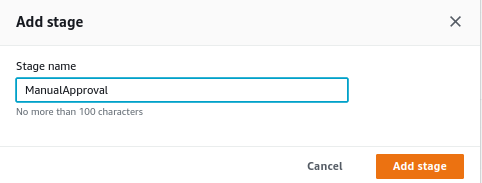 Add stage
Stage name
ManualApproval
No more than 100 characters
Cancel
Add stage